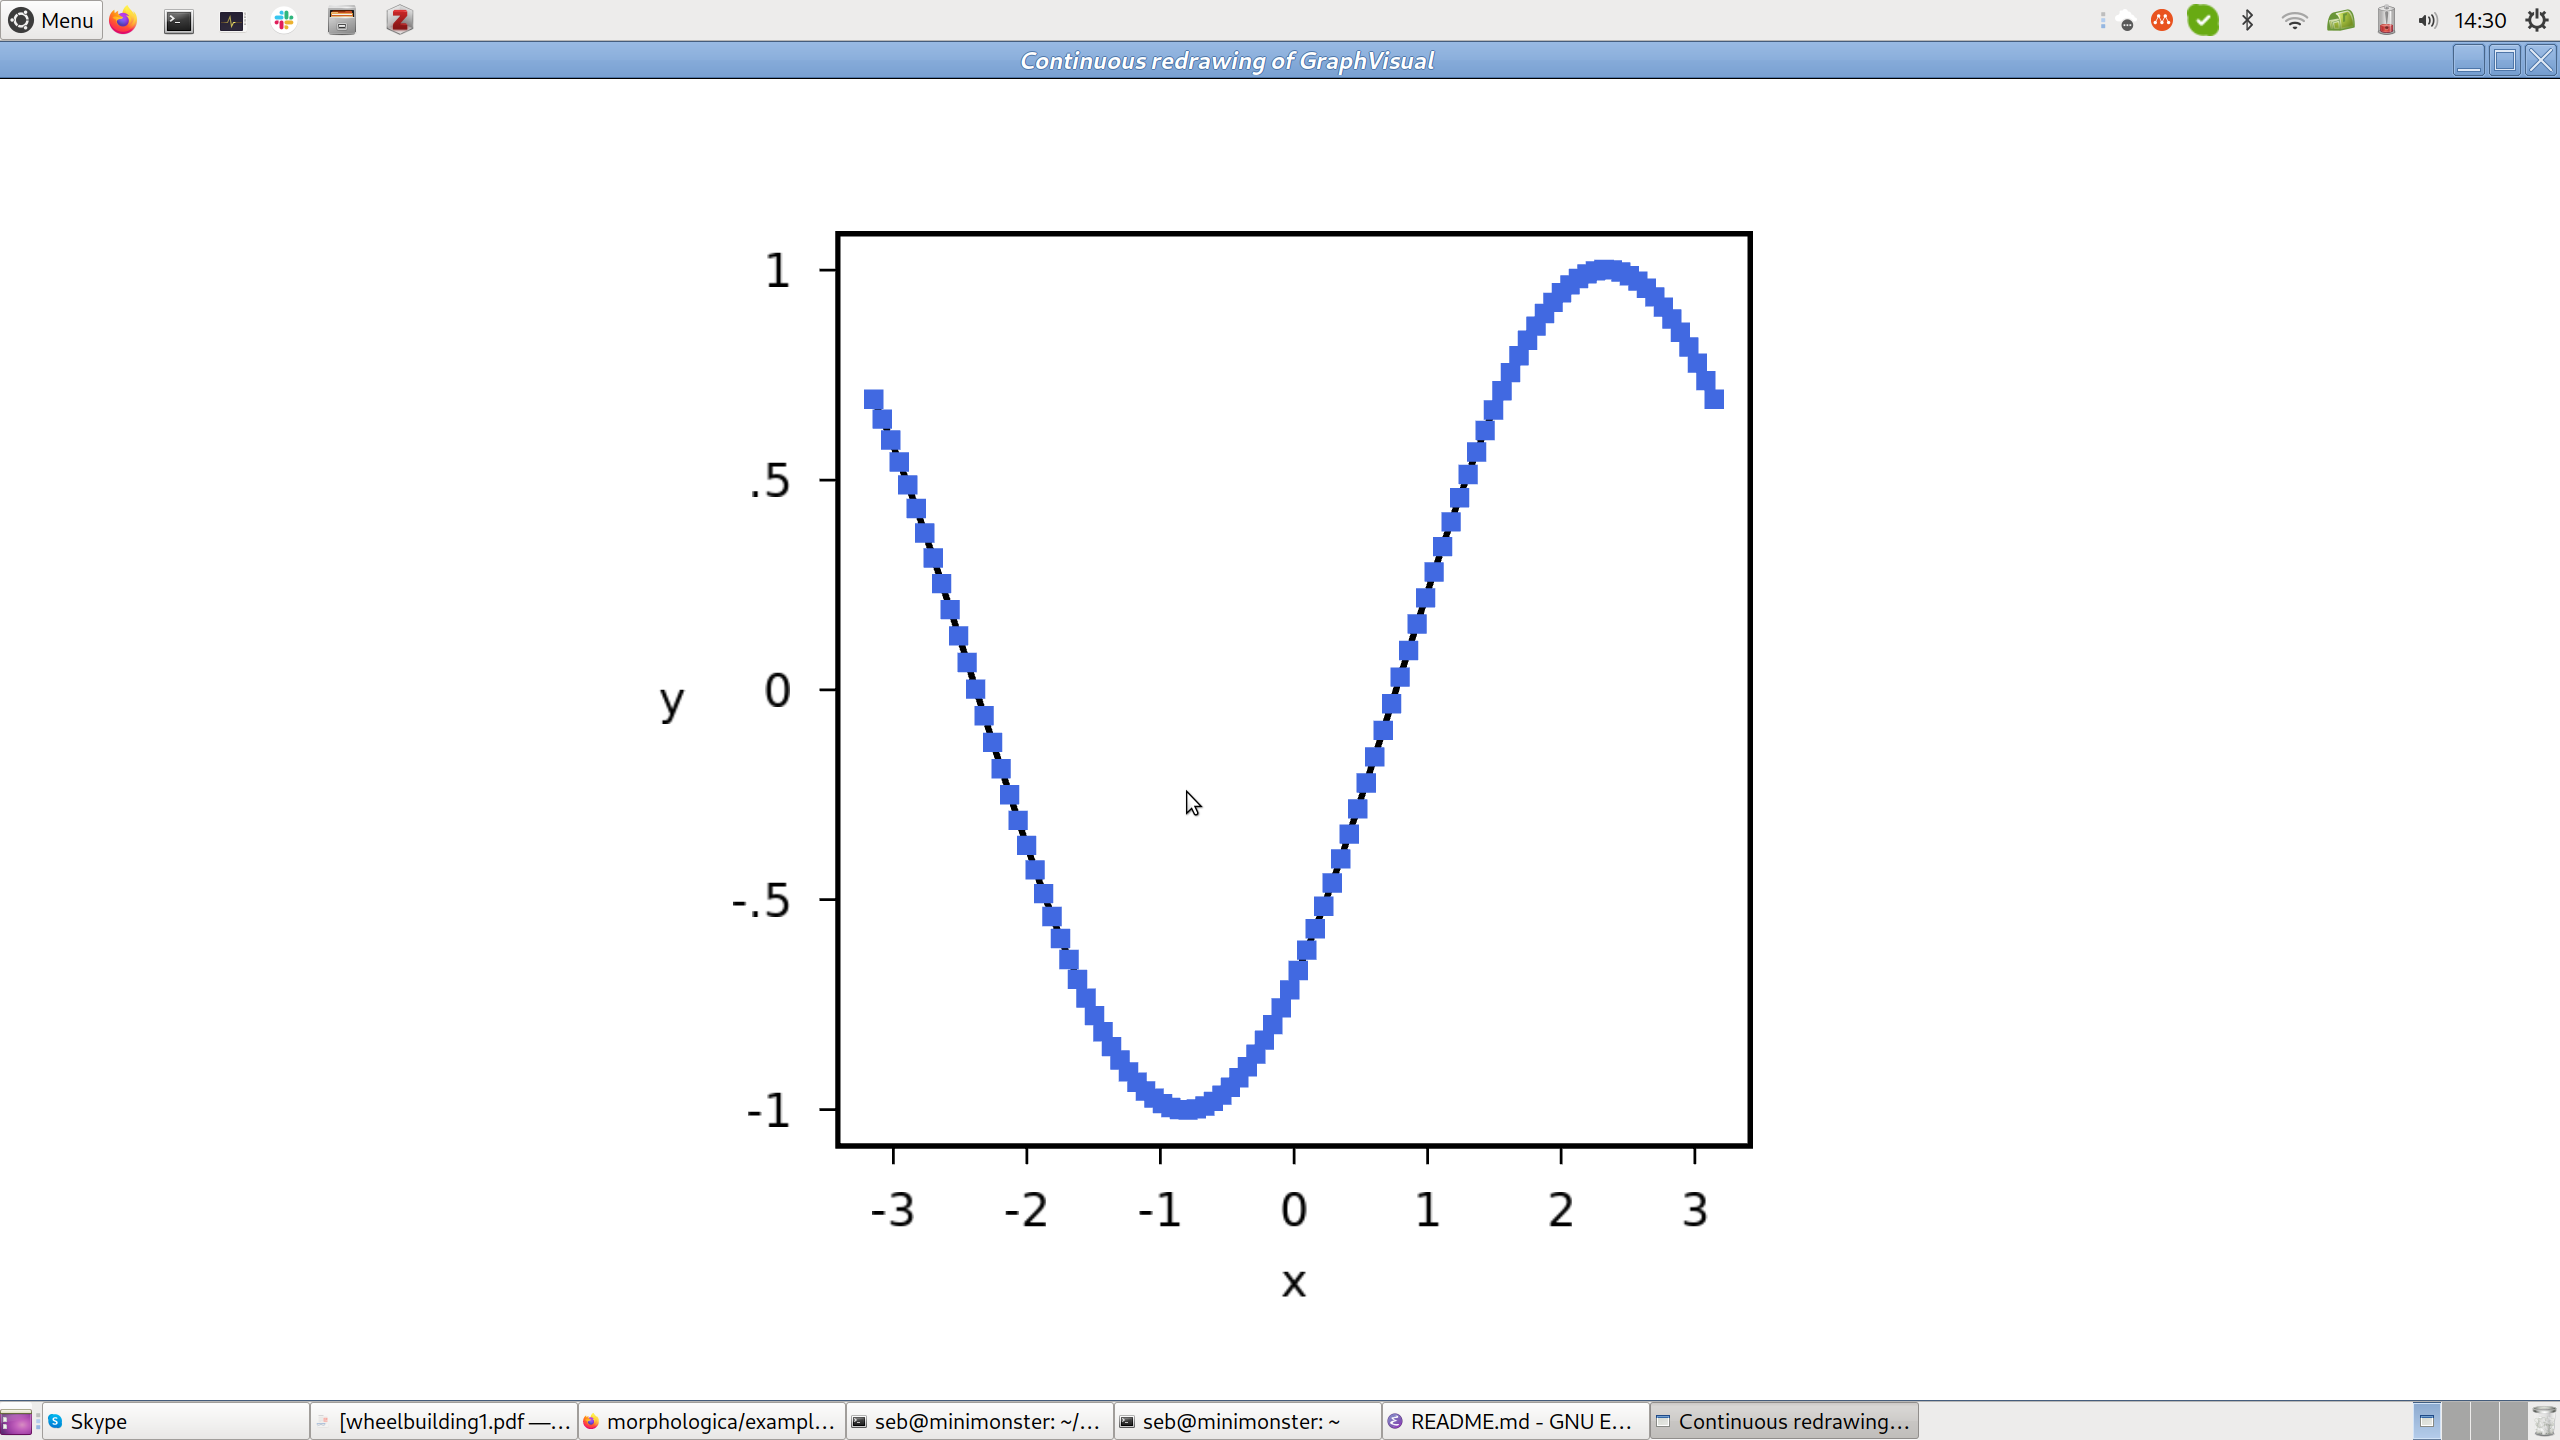 Menu
14:30
Continuous redrawing of GraphVisual
1
.5
0
y
-.5
-1
-3 -2 -1 0 1 2 3
x
Skype [wheelbuilding1.pdf —... morphologica/exampl... seb@minimonster: ~/... seb@minimonster: ~ README.md - GNU E... Continuous redrawing...